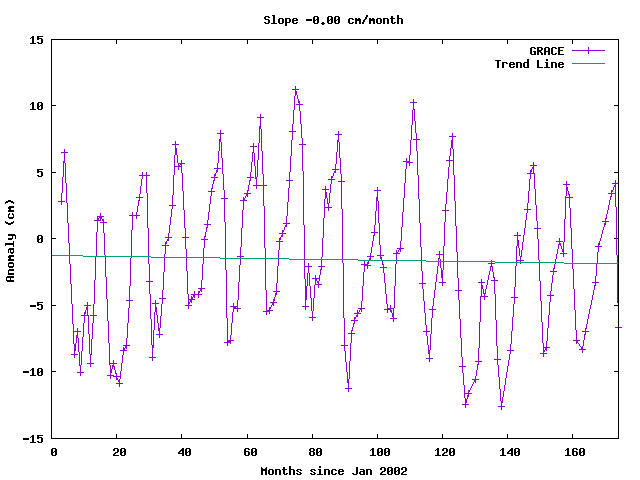 Slope -0.00 cm/month
GRACE
Trend Line
15
10
5
0
-5
-10
-15
Anomaly (cm)
0 20 40 60 80 100 120 140 160
Months since Jan 2002